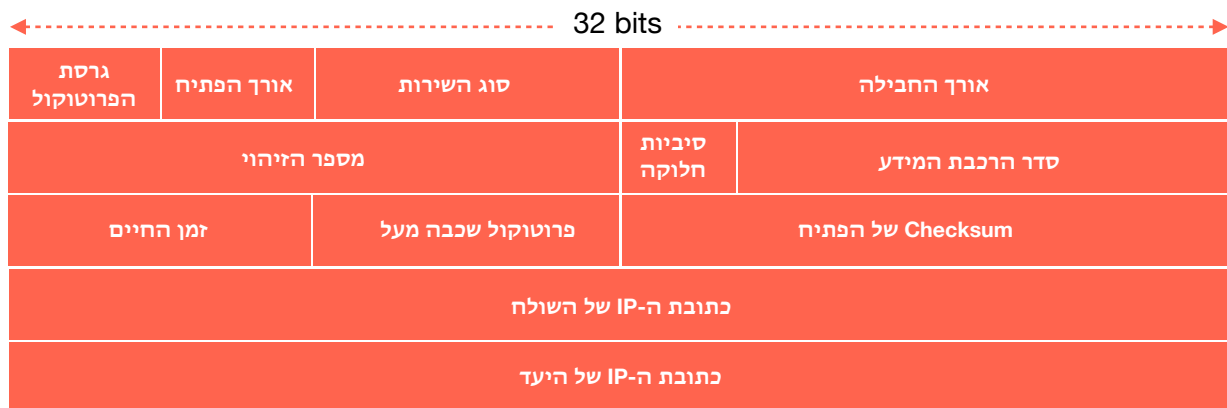 32 bits
גרסת
הפרוטוקול
אורך הפתיח
סוג השירות
אורך החבילה
מספר הזיהוי
סיביות
חלוקה
סדר הרכבת המידע
זמן החיים
פרוטוקול שכבה מעל
Checksum של הפתיח
כתובת ה-IP של השולח
כתובת ה-IP של היעד